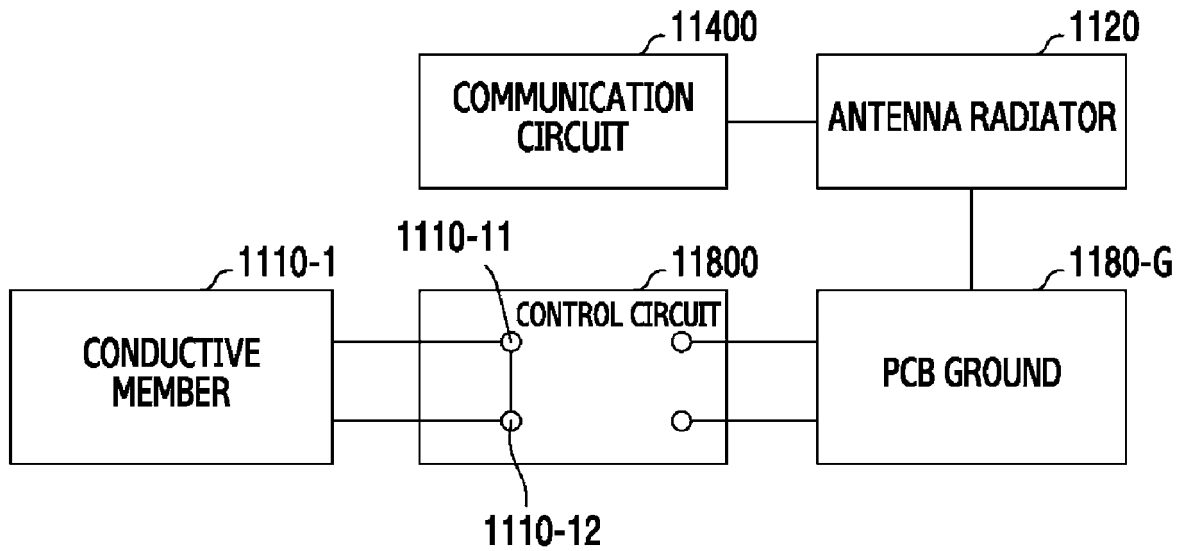 11400
1120
COMMUNICATION
CIRCUIT
ANTENNA RADIATOR
1110-11
1110-1
11800
1180-G
CONTROL CIRCUIT
CONDUCTIVE
MEMBER
PCB GROUND
1110-12